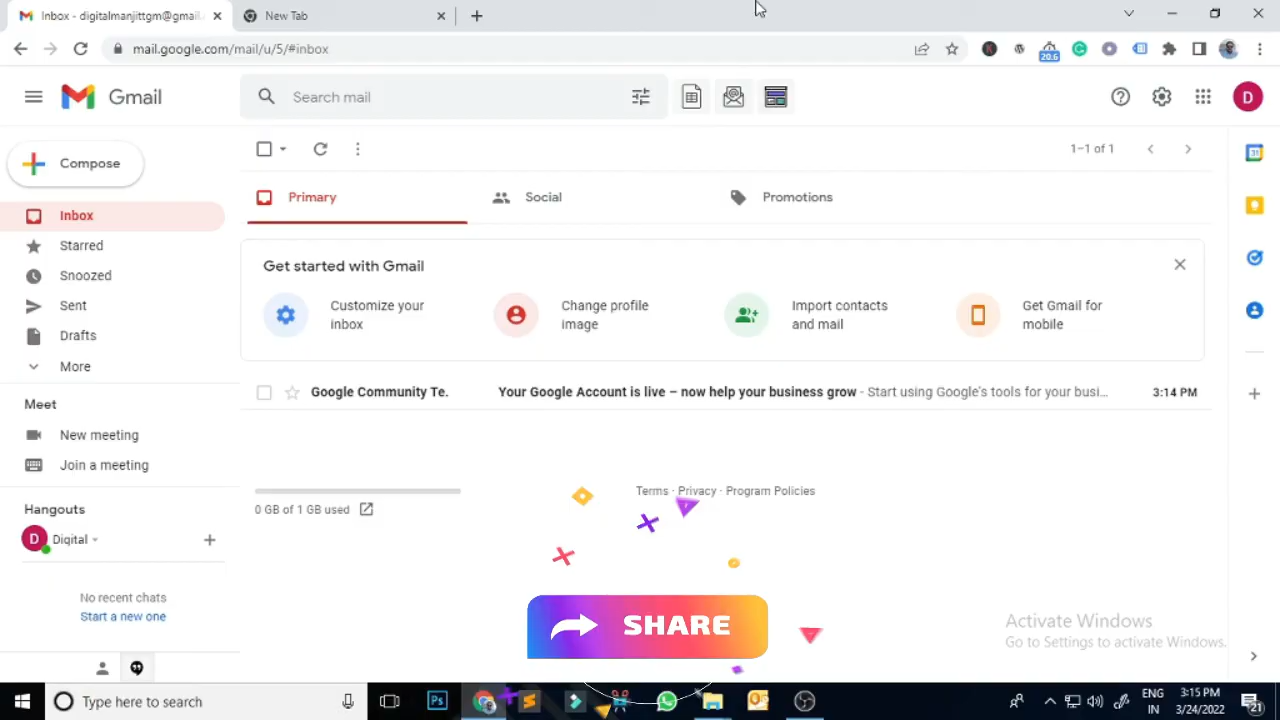 Inbox - digitalmanjittgm@gmail.
New Tab
mail.google.com/mail/u/5/#inbox
20.6
Gmail
Search mail
D
Compose
1–1 of 1
31
Primary
Social
Promotions
Inbox
Starred
Snoozed
Sent
Drafts
More
Get started with Gmail
Customize your inbox
Change profile image
Import contacts and mail
Get Gmail for mobile
Google Community Te. Your Google Account is live – now help your business grow - Start using Google's tools for your busi... 3:14 PM
Meet
New meeting
Join a meeting
Terms · Privacy · Program Policies
0 GB of 1 GB used
Hangouts
D Digital
No recent chats
Start a new one
SHARE
Activate Windows
Go to Settings to activate Windows.
Type here to search
Ps
ENG
IN
3:15 PM
3/24/2022
21